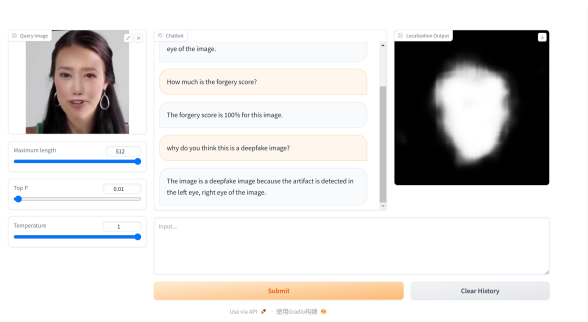 Query Image
Chatbot
Localization Output
eye of the image.
How much is the forgery score?
The forgery score is 100% for this image.
why do you think this is a deepfake image?
The image is a deepfake image because the artifact is detected in
the left eye, right eye of the image.
Maximum length
512
Top P
0.01
Temperature
1
Input...
Submit
Clear History
Use via API · 使用Gradio构建